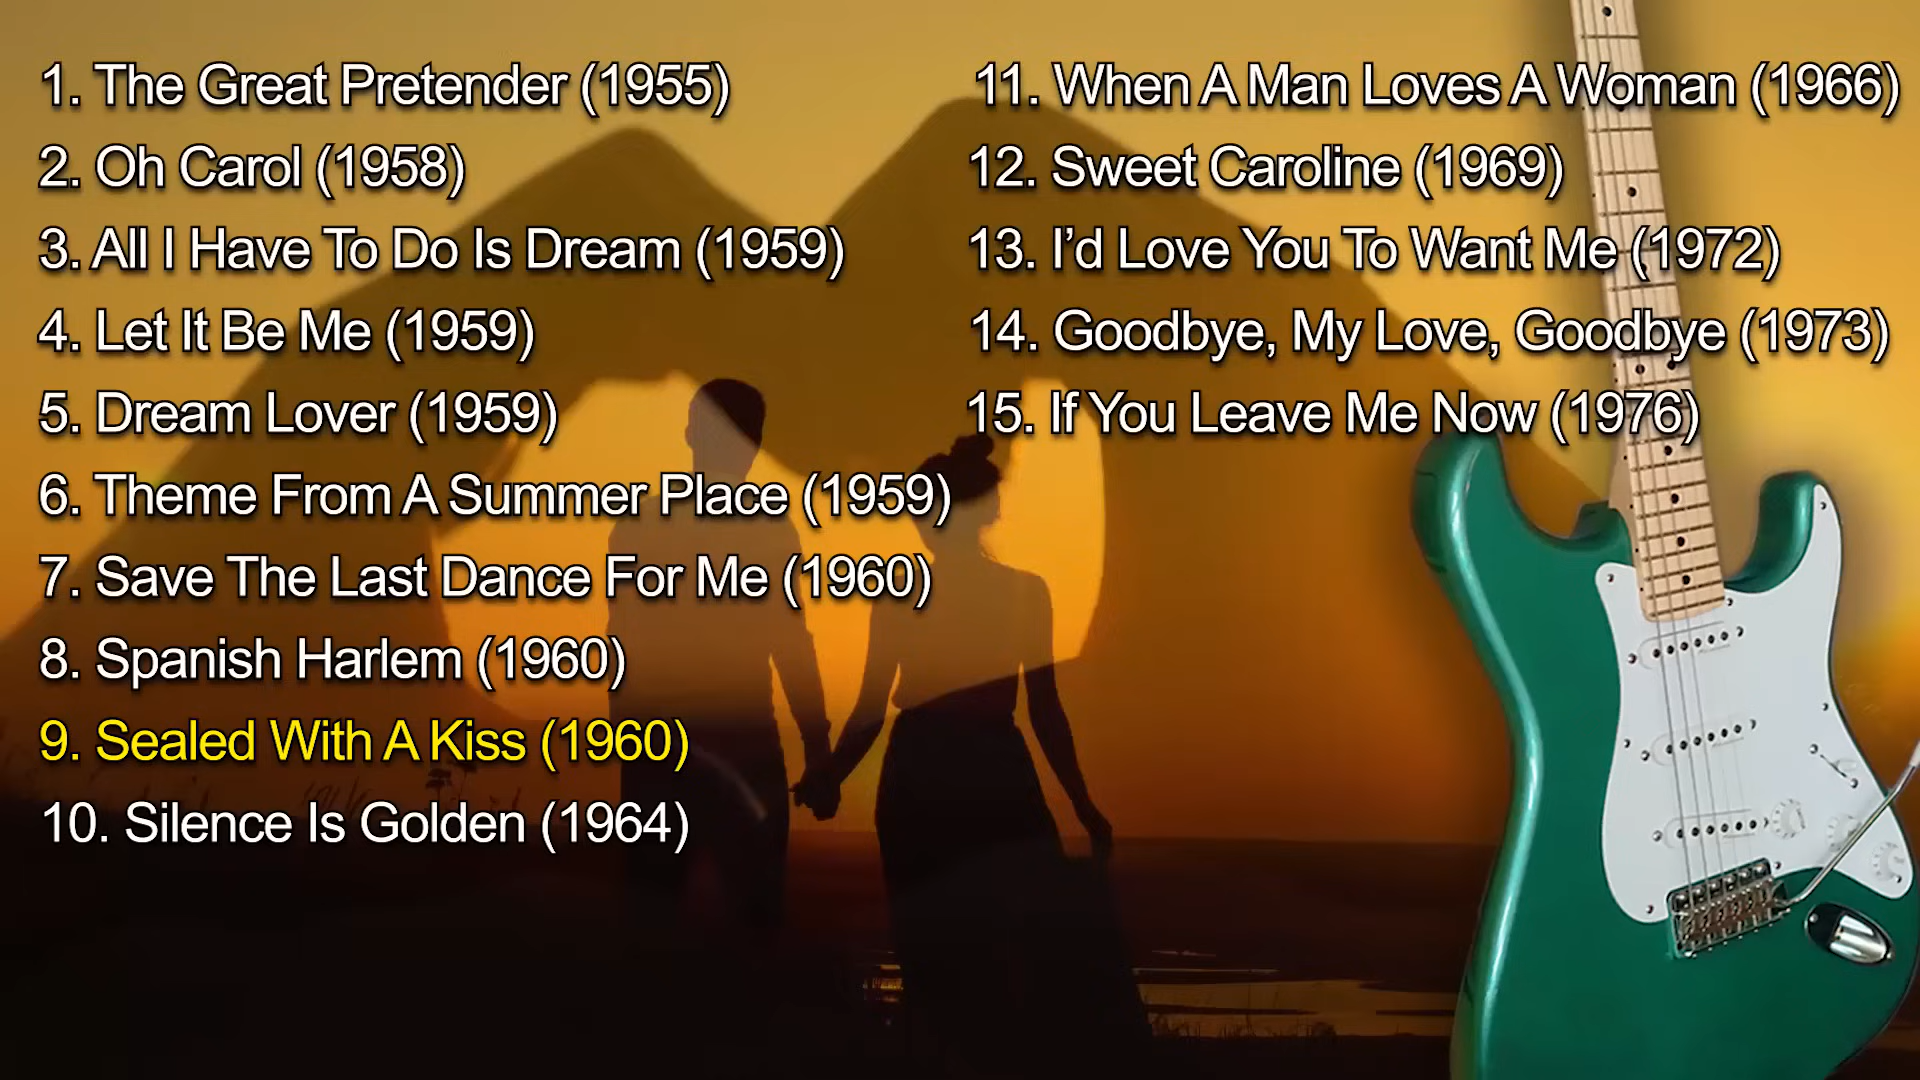 1. The Great Pretender (1955)
2. Oh Carol (1958)
3. All I Have To Do Is Dream (1959)
4. Let It Be Me (1959)
5. Dream Lover (1959)
6. Theme From A Summer Place (1959)
7. Save The Last Dance For Me (1960)
8. Spanish Harlem (1960)
9. Sealed With A Kiss (1960)
10. Silence Is Golden (1964)
11. When A Man Loves A Woman (1966)
12. Sweet Caroline (1969)
13. I’d Love You To Want Me (1972)
14. Goodbye, My Love, Goodbye (1973)
15. If You Leave Me Now (1976)